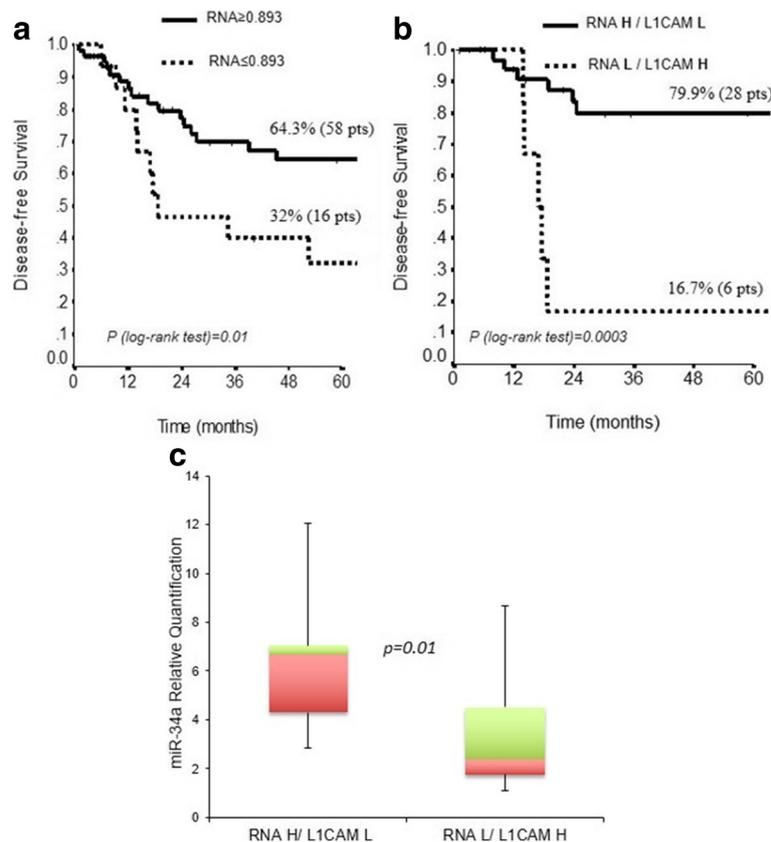 a
RNA≥0.893
RNA≤0.893
Disease-free Survival
1.0
.9
.8
.7
.6
.5
.4
.3
.2
.1
0.0
64.3% (58 pts)
32% (16 pts)
P (log-rank test)=0.01
0 12 24 36 48 60
Time (months)
b
RNA H / L1CAM L
RNA L / L1CAM H
Disease-free Survival
1.0
.9
.8
.7
.6
.5
.4
.3
.2
.1
0.0
79.9% (28 pts)
16.7% (6 pts)
P (log-rank test)=0.0003
0 12 24 36 48 60
Time (months)
c
miR-34a Relative Quantification
14
12
10
8
6
4
2
0
p=0.01
RNA H/ L1CAM L
RNA L/ L1CAM H